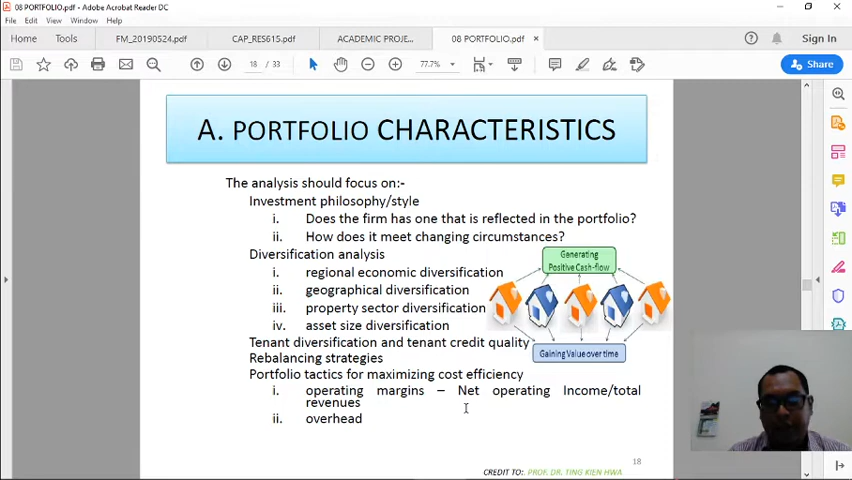 08 PORTFOLIO.pdf - Adobe Acrobat Reader DC
File Edit View Window Help
Home Tools FM_20190524.pdf CAP_RES615.pdf ACADEMIC PROJE... 08 PORTFOLIO.pdf × Sign In
18 / 33 77.7% Share
A. PORTFOLIO CHARACTERISTICS
The analysis should focus on:-
Investment philosophy/style
i. Does the firm has one that is reflected in the portfolio?
ii. How does it meet changing circumstances?
Diversification analysis
i. regional economic diversification
ii. geographical diversification
iii. property sector diversification
iv. asset size diversification
Generating
Positive Cash-flow
Gaining Value over time
Tenant diversification and tenant credit quality
Rebalancing strategies
Portfolio tactics for maximizing cost efficiency
i. operating margins – Net operating Income/total
revenues
ii. overhead
18
CREDIT TO:. PROF. DR. TING KIEN HWA